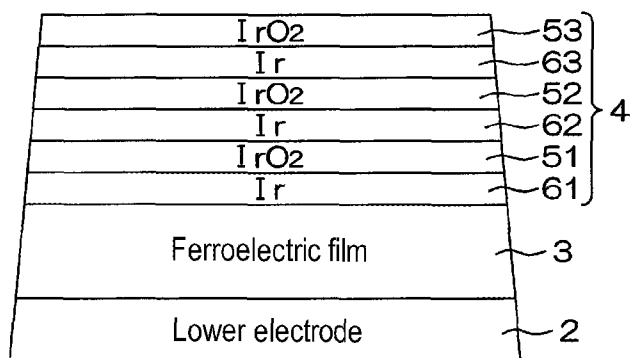 IrO2 53
Ir 63
IrO2 52
Ir 62 4
IrO2 51
Ir 61
Ferroelectric film 3
Lower electrode 2